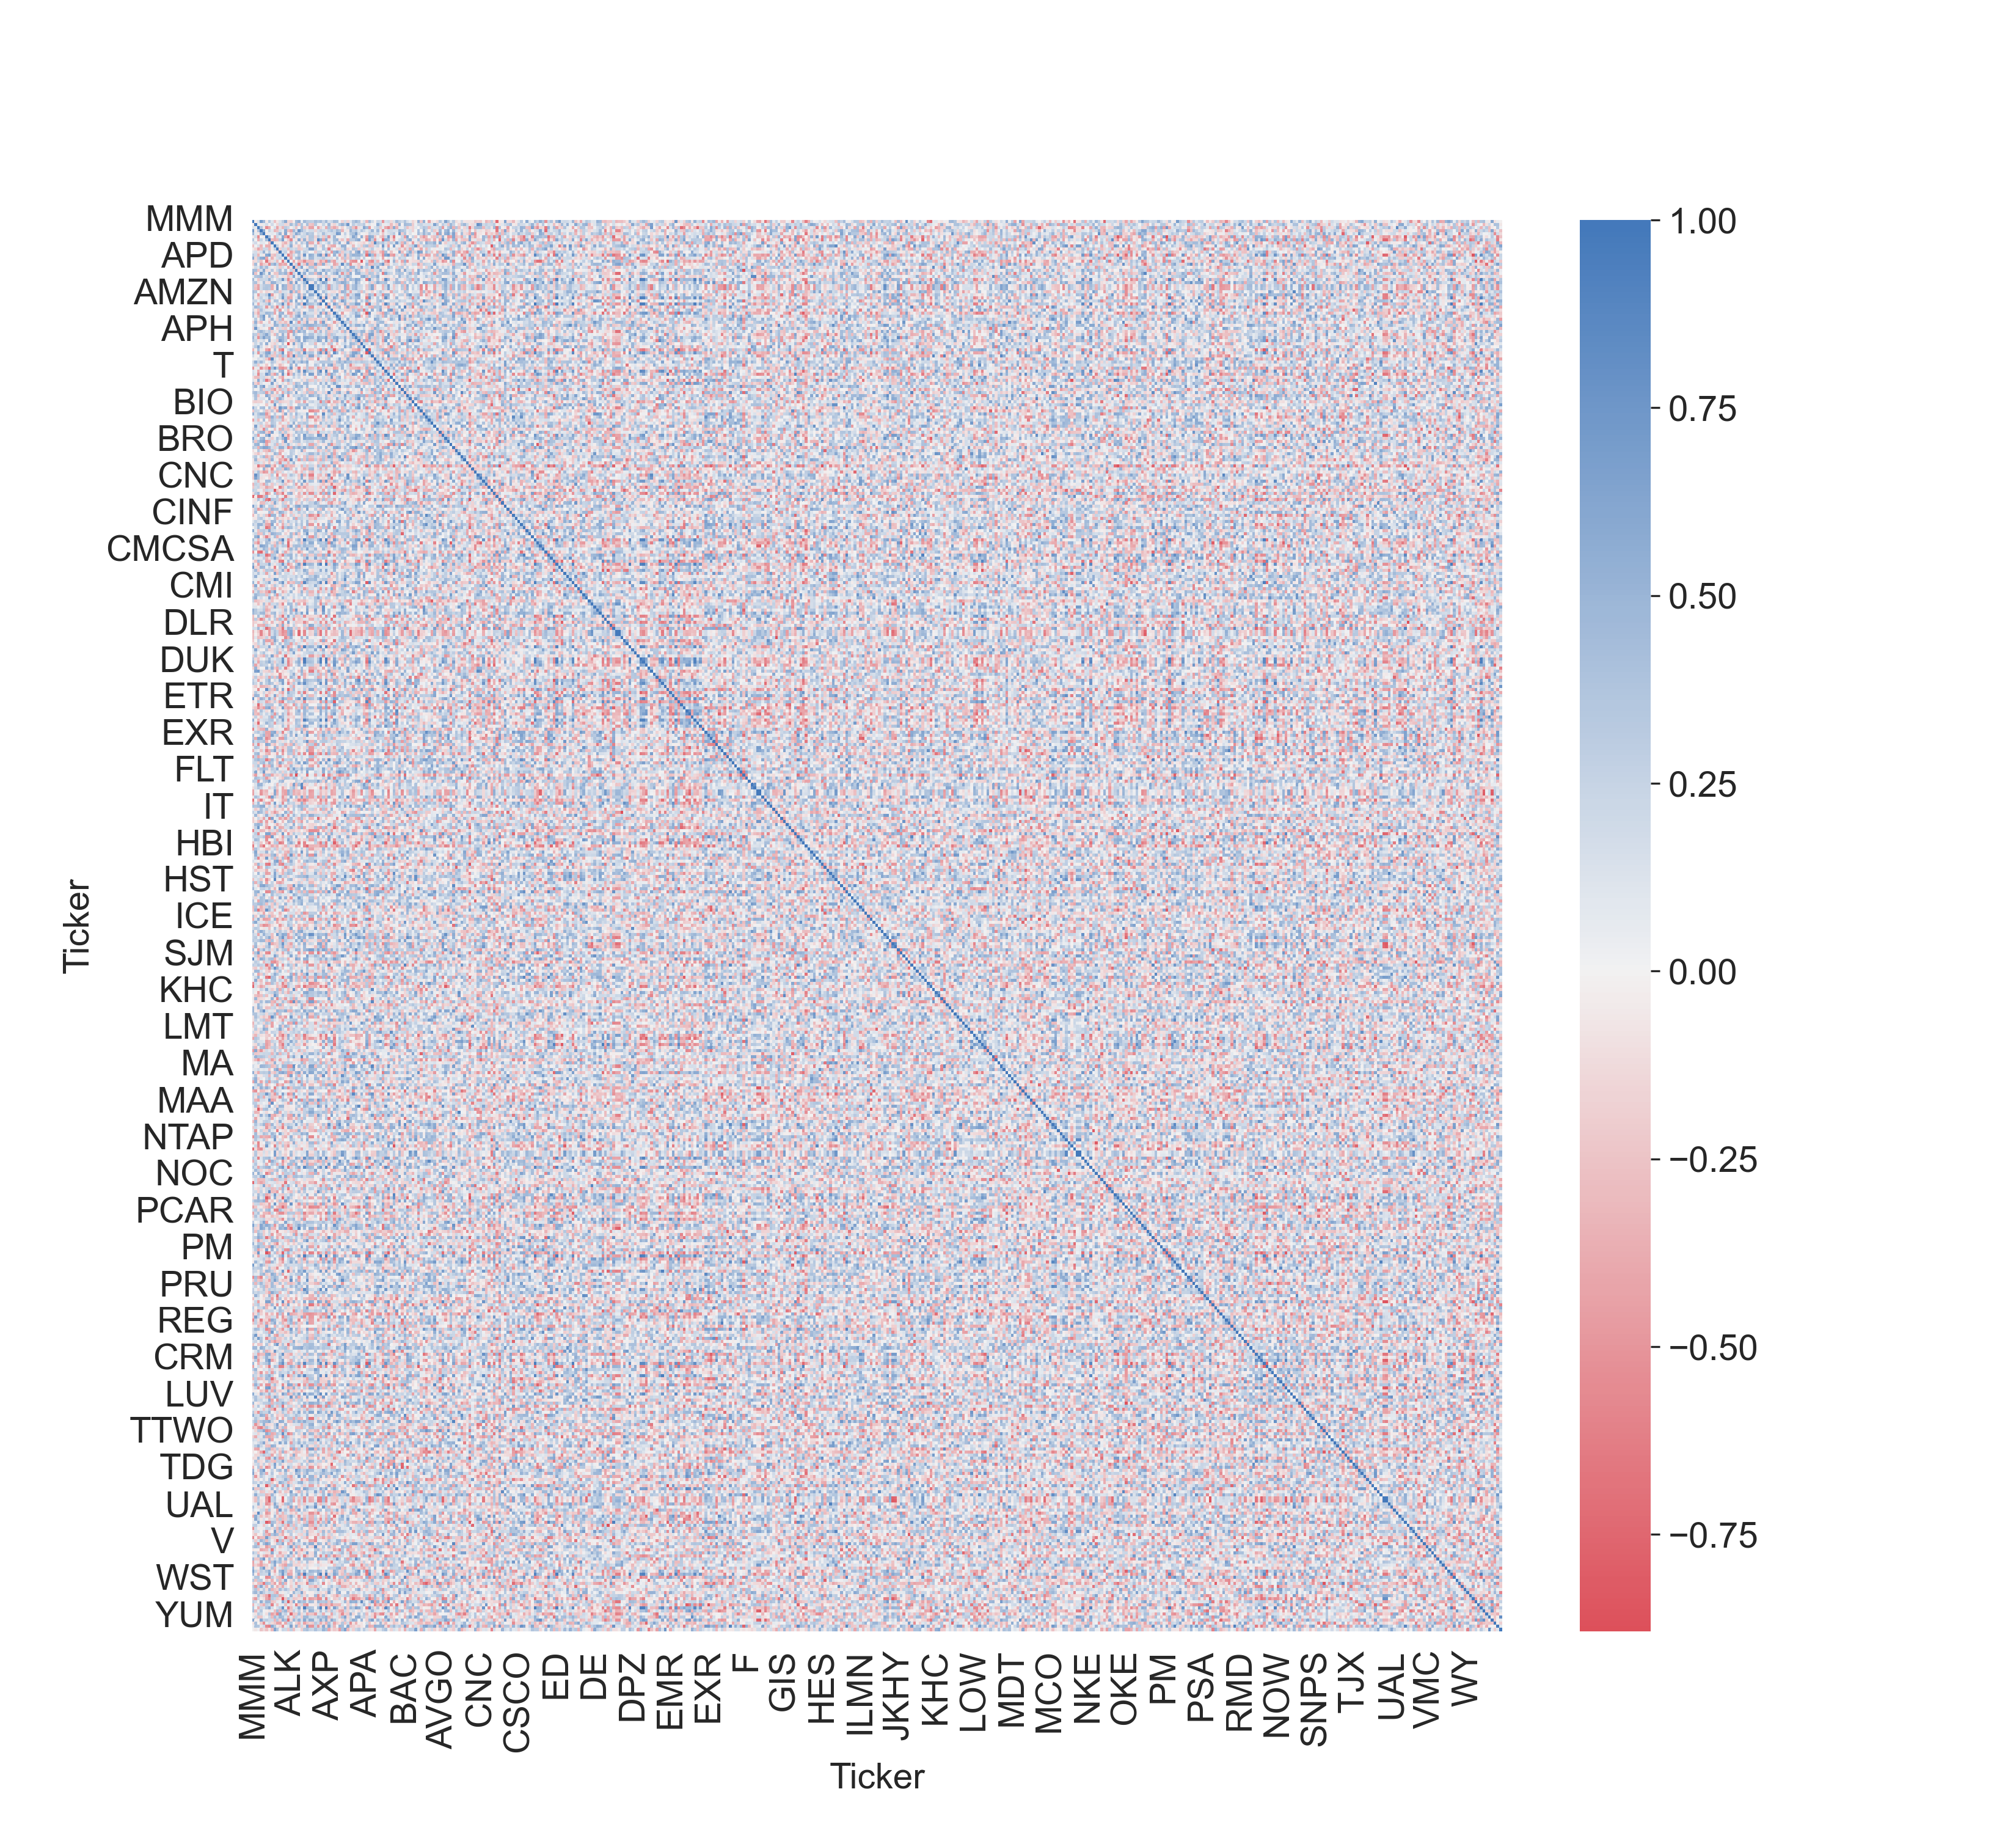 MMM
APD
AMZN
APH
T
BIO
BRO
CNC
CINF
CMCSA
CMI
DLR
DUK
ETR
EXR
FLT
IT
HBI
HST
ICE
SJM
KHC
LMT
MA
MAA
NTAP
NOC
PCAR
PM
PRU
REG
CRM
LUV
TTWO
TDG
UAL
V
WST
YUM
Ticker
MMM
ALK
AXP
APA
BAC
AVGO
CNC
CSCO
ED
DE
DPZ
EMR
EXR
F
GIS
HES
ILMN
JKHY
KHC
LOW
MDT
MCO
NKE
OKE
PM
PSA
RMD
NOW
SNPS
TJX
UAL
VMC
WY
Ticker
1.00
0.75
0.50
0.25
0.00
−0.25
−0.50
−0.75